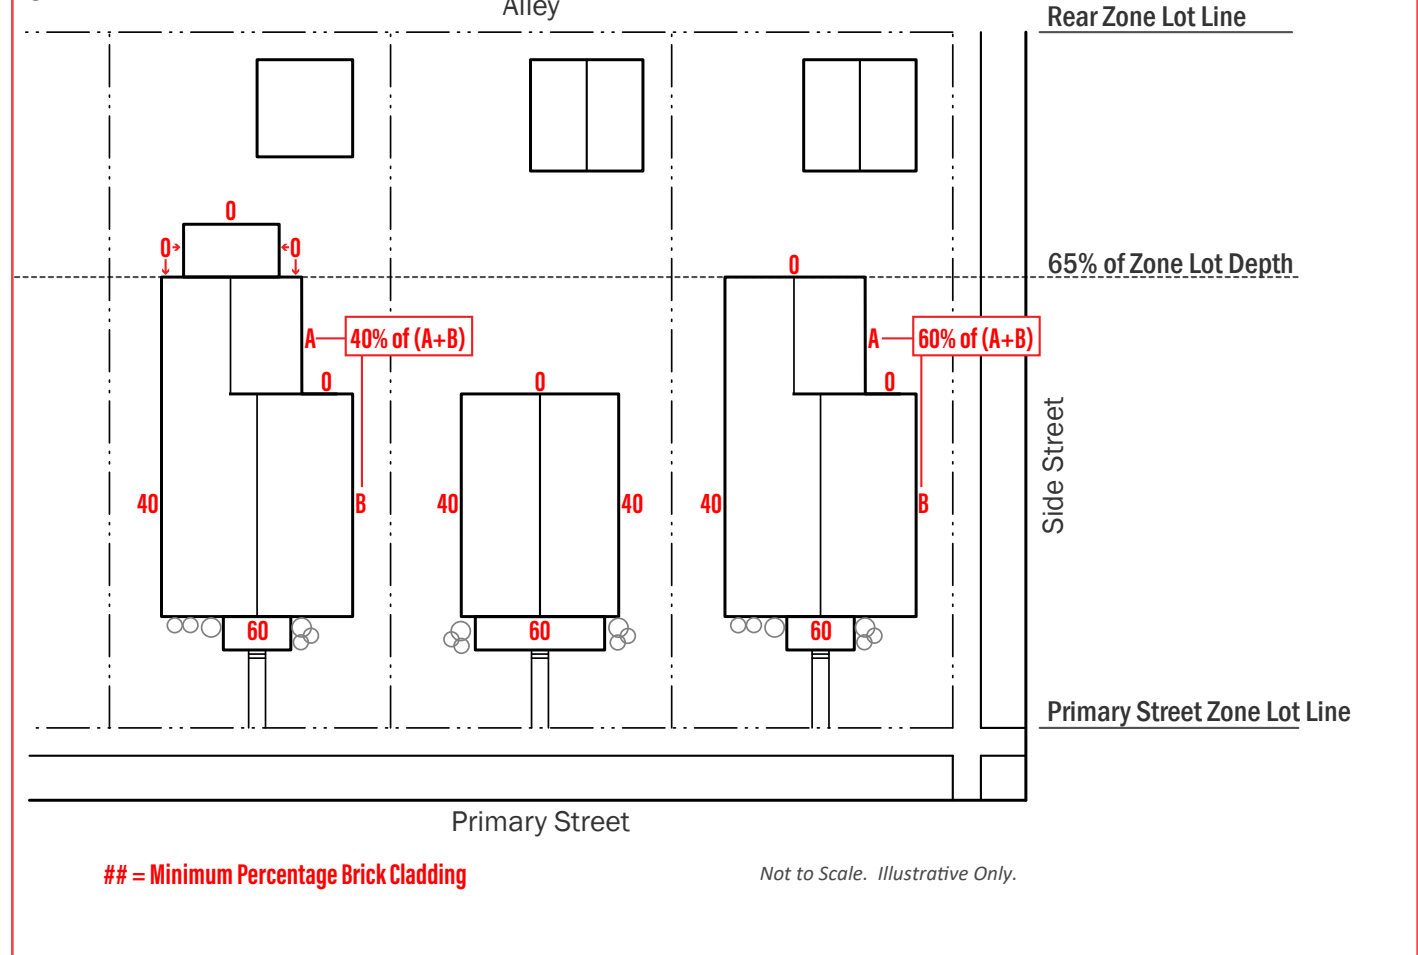 Alley
Rear Zone Lot Line
0
0 0
65% of Zone Lot Depth
0
A 40% of (A+B)
A 60% of (A+B)
0 0 0
Side Street
40 B 40 40 40 B
60 60 60
Primary Street Zone Lot Line
Primary Street
## = Minimum Percentage Brick Cladding
Not to Scale. Illustrative Only.